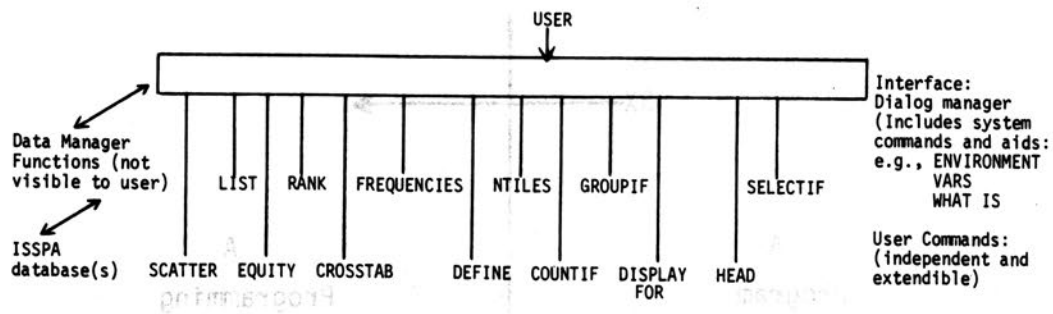 USER
Interface:
Dialog manager
(Includes system
commands and aids:
e.g., ENVIRONMENT
VARS
WHAT IS
Data Manager
Functions (not
visible to user)
LIST RANK FREQUENCIES NTILES GROUPIF SELECTIF
ISSPA
database(s)
SCATTER EQUITY CROSSTAB DEFINE COUNTIF DISPLAY
FOR
HEAD
User Commands:
(independent and
extendible)
Programming